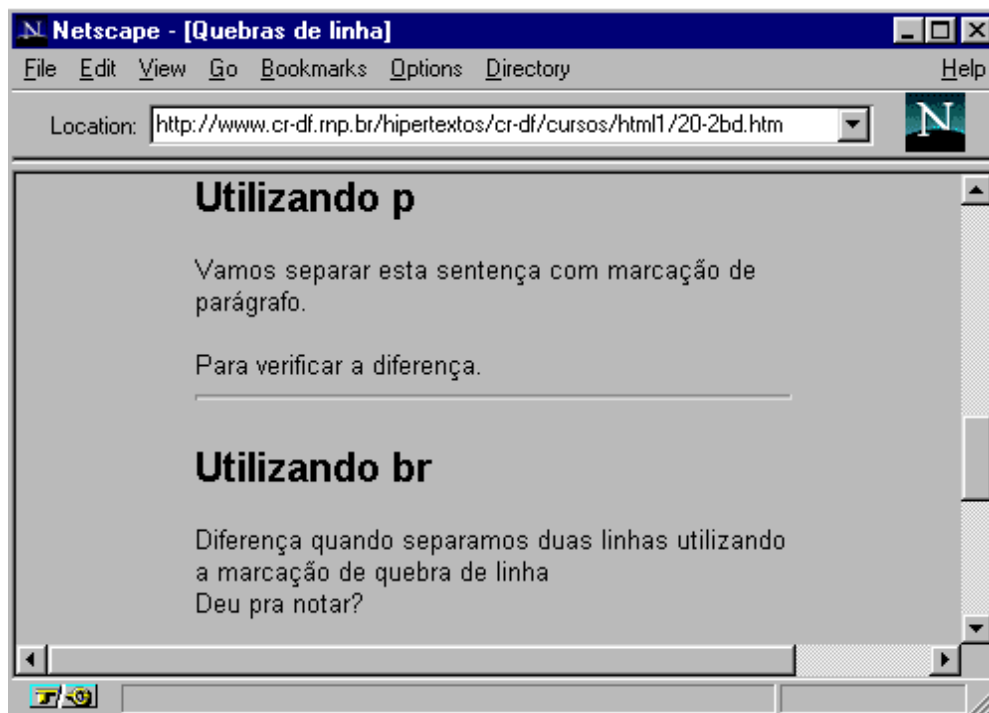 N Netscape - [Quebras de linha]
File Edit View Go Bookmarks Options Directory Help
Location: http://www.cr-df.rnp.br/hipertextos/cr-df/cursos/html1/20-2bd.htm N
Utilizando p
Vamos separar esta sentença com marcação de
parágrafo.
Para verificar a diferença.
Utilizando br
Diferença quando separamos duas linhas utilizando
a marcação de quebra de linha
Deu pra notar?